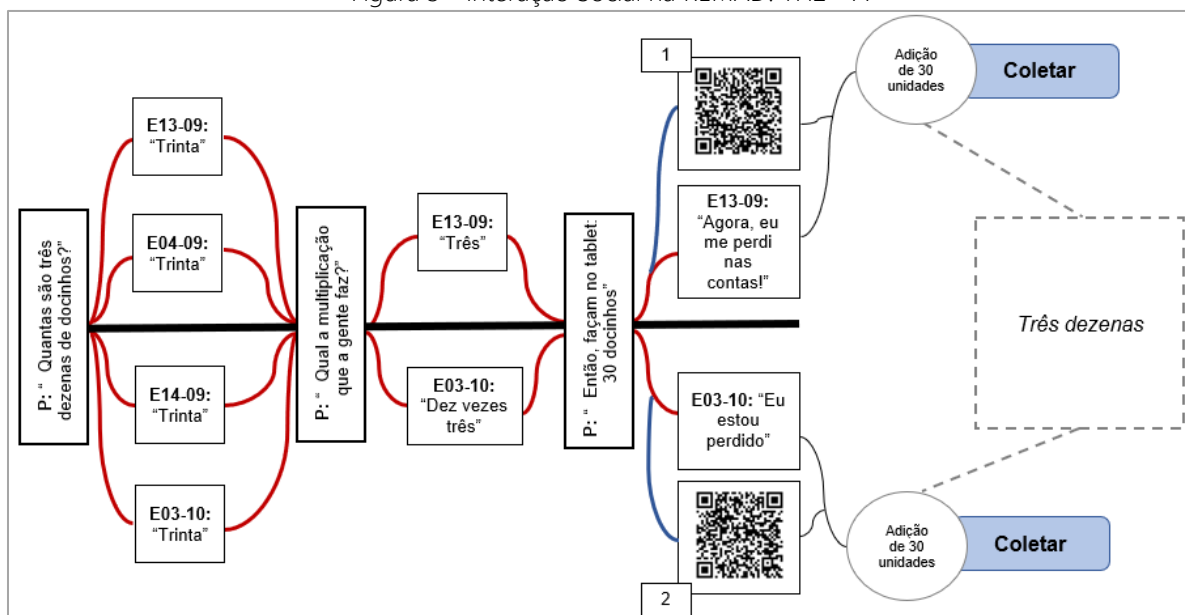 P: “ Quantas são três
dezenas de docinhos?”
E13-09:
“Trinta”
E04-09:
“Trinta”
E14-09:
“Trinta”
E03-10:
“Trinta”
P: “ Qual a multiplicação
que a gente faz?”
E13-09:
“Três”
E03-10:
“Dez vezes
três”
P: “ Então, façam no tablet:
30 docinhos”
1
E13-09:
“Agora, eu
me perdi
nas
contas!”
E03-10: “Eu
estou
perdido”
2
Adição
de 30
unidades
Coletar
Três dezenas
Adição
de 30
unidades
Coletar